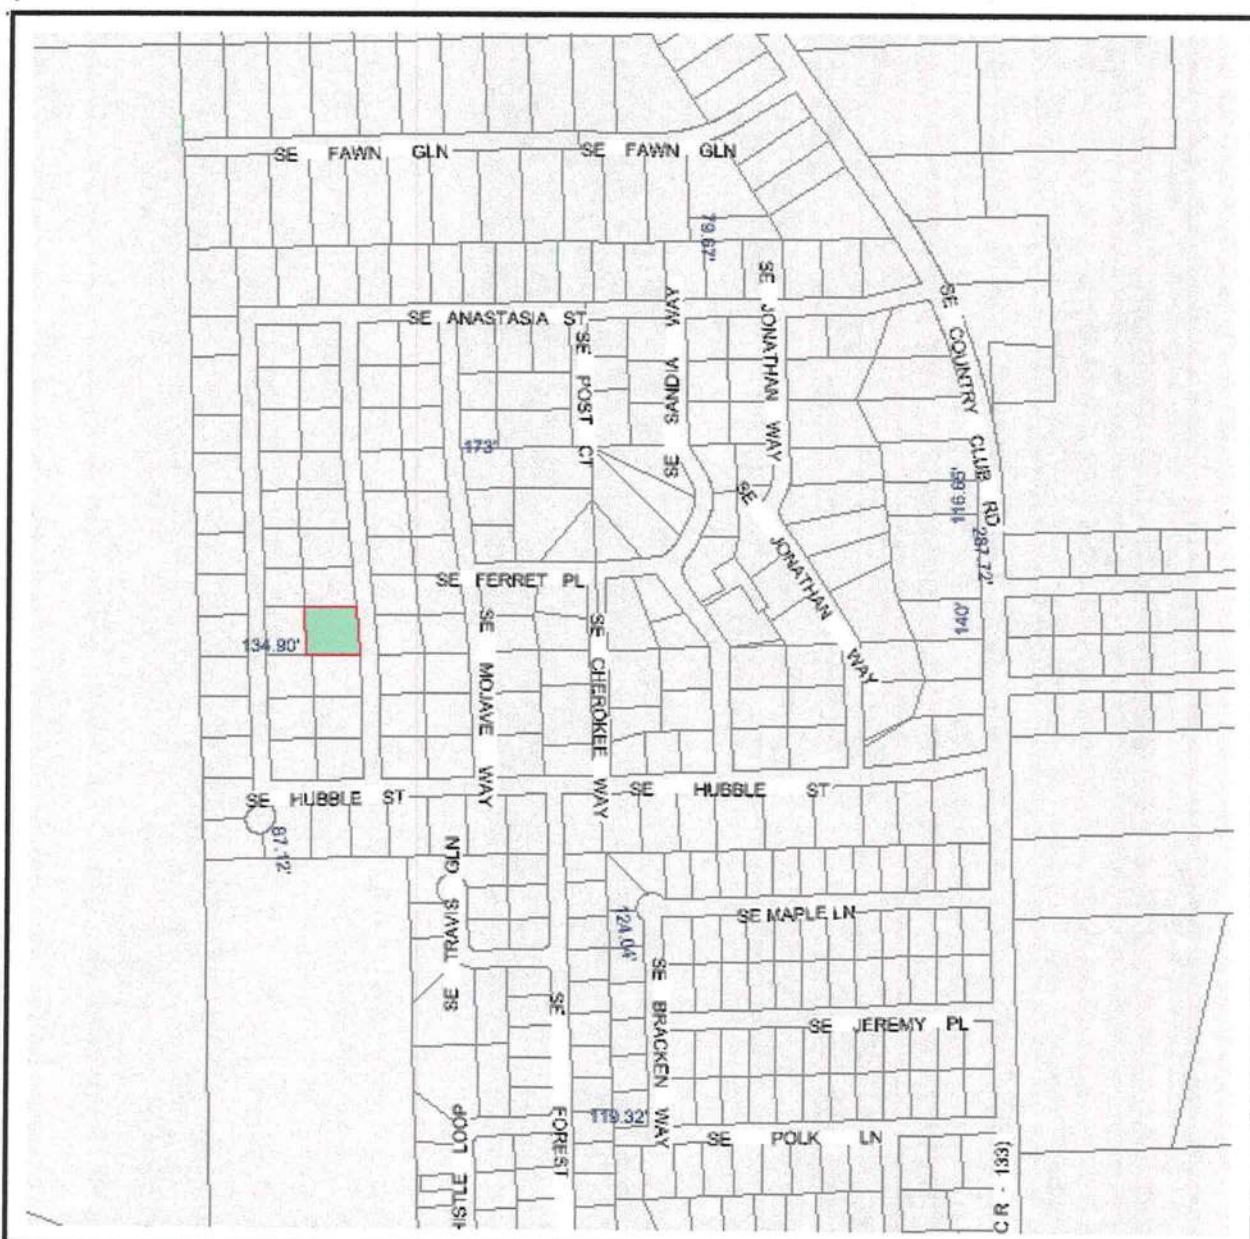 SE FAWN GLN
SE FAWN GLN
79.67'
SE ANASTASIA ST
SE POST CT
SE SANDIA WAY
SE JONATHAN WAY
SE COUNTRY CLUB RD
173'
116.65'
287.72'
SE JONATHAN WAY
SE FERRET PL
134.90'
SE MOJAVE WAY
SE CHEROKEE WAY
140'
SE HUBBLE ST
SE HUBBLE ST
87.12'
SE TRAVIS GLN
124.04'
SE MAPLE LN
SE BRACKEN WAY
SE JEREMY PL
SE FOREST
119.32'
SE POLK LN
ISTLE LOOP
CR - 133)